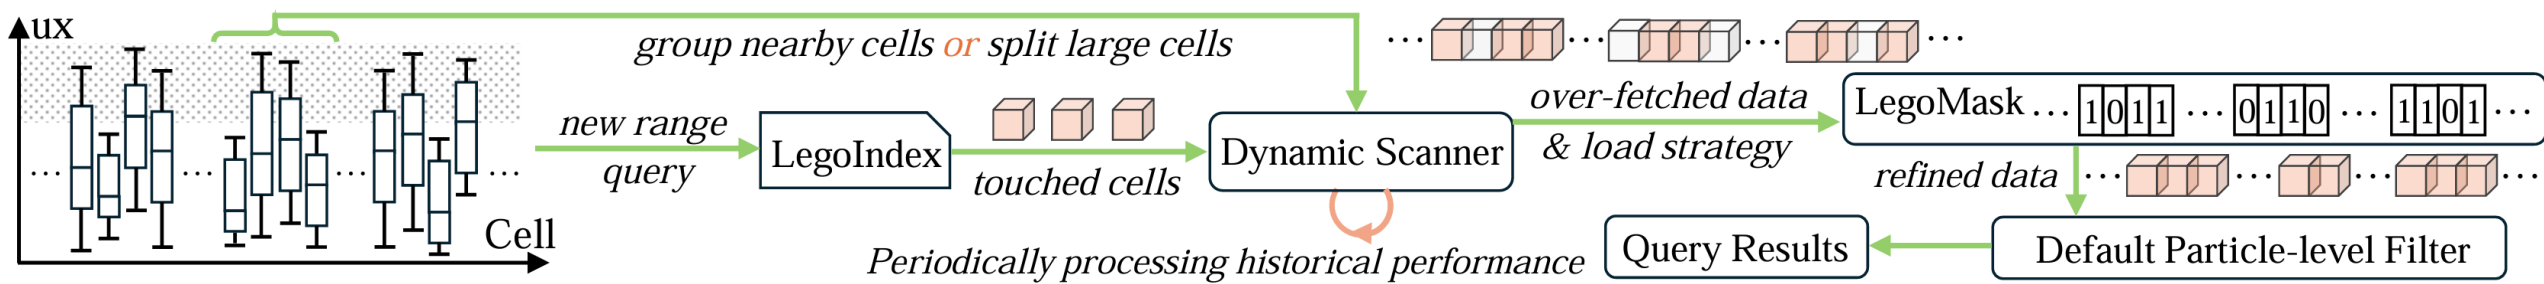 ux
... ... ... ...
Cell
group nearby cells or split large cells
new range
query
LegoIndex
touched cells
Dynamic Scanner
Periodically processing historical performance
over-fetched data
& load strategy
... ... ... ...
LegoMask ... 1011 ... 0110 ... 1101 ...
refined data
... ... ... ...
Default Particle-level Filter
Query Results